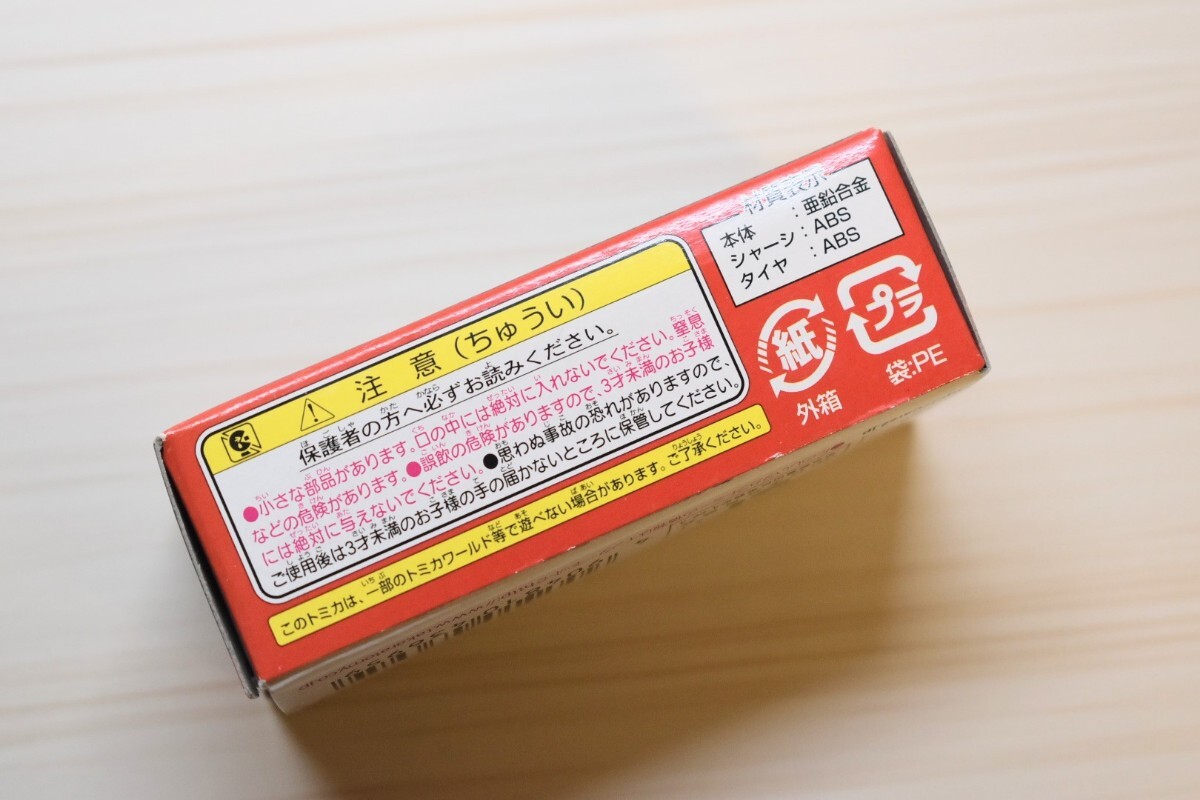 注意(ちゅうい)
保護者の方へ必ずお読みください。
●小さな部品があります。口の中には絶対に入れないでください。窒息
などの危険があります。●誤飲の危険がありますので、3才未満のお子様
には絶対に与えないでください。●思わぬ事故の恐れがありますので、
ご使用後は3才未満のお子様の手の届かないところに保管してください。
このトミカは、一部のトミカワールド等で遊べない場合があります。ご了承ください。
材質表示
本体 : 亜鉛合金
シャーシ : ABS
タイヤ : ABS
紙
外箱
プラ
袋:PE